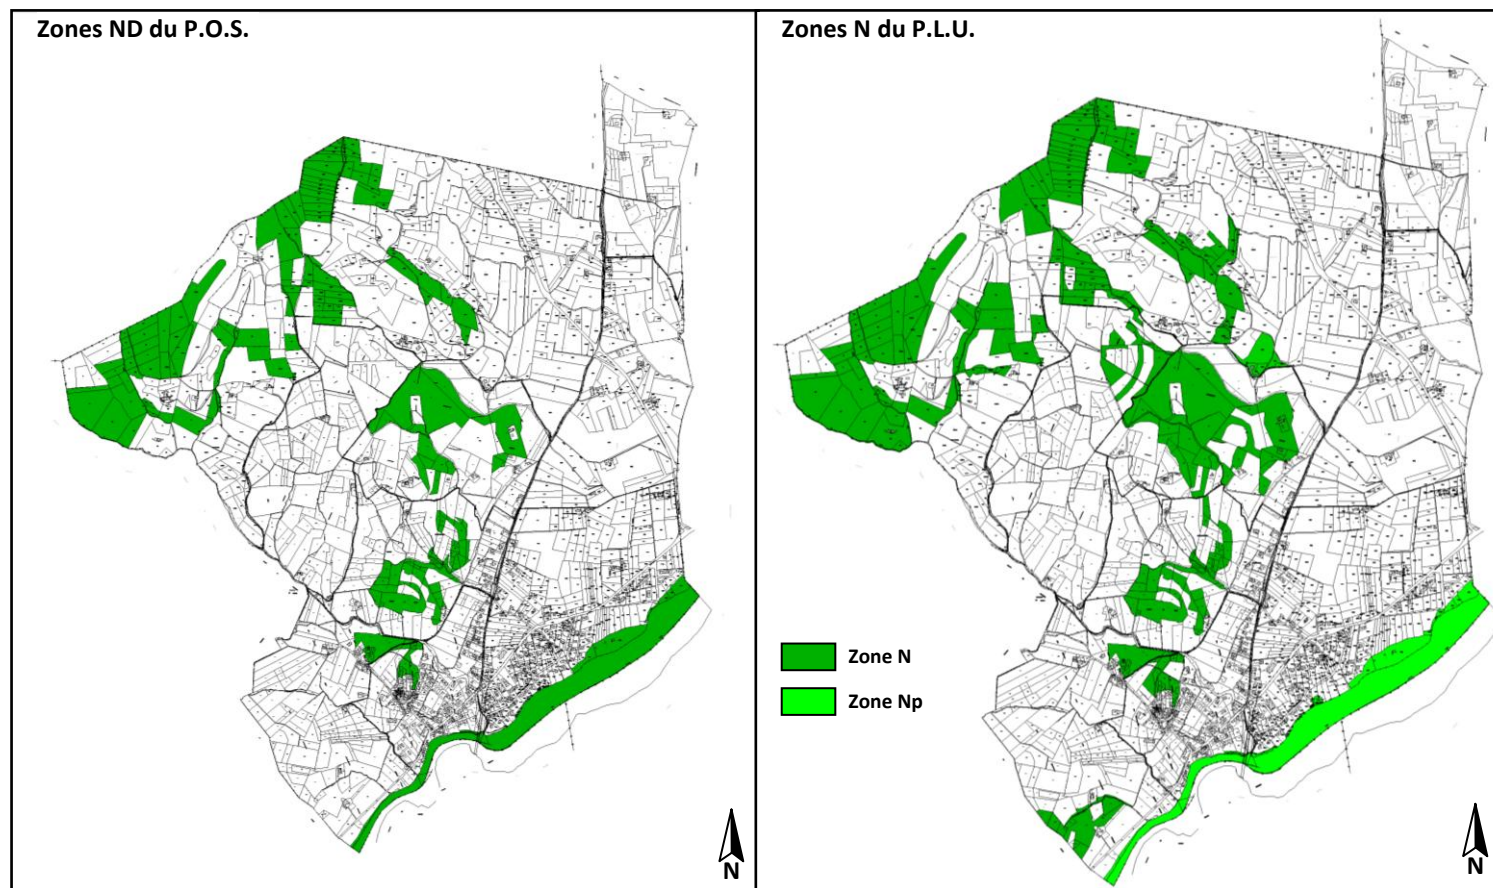 Zones ND du P.O.S.
Zones N du P.L.U.
Zone N
Zone Np
N
N